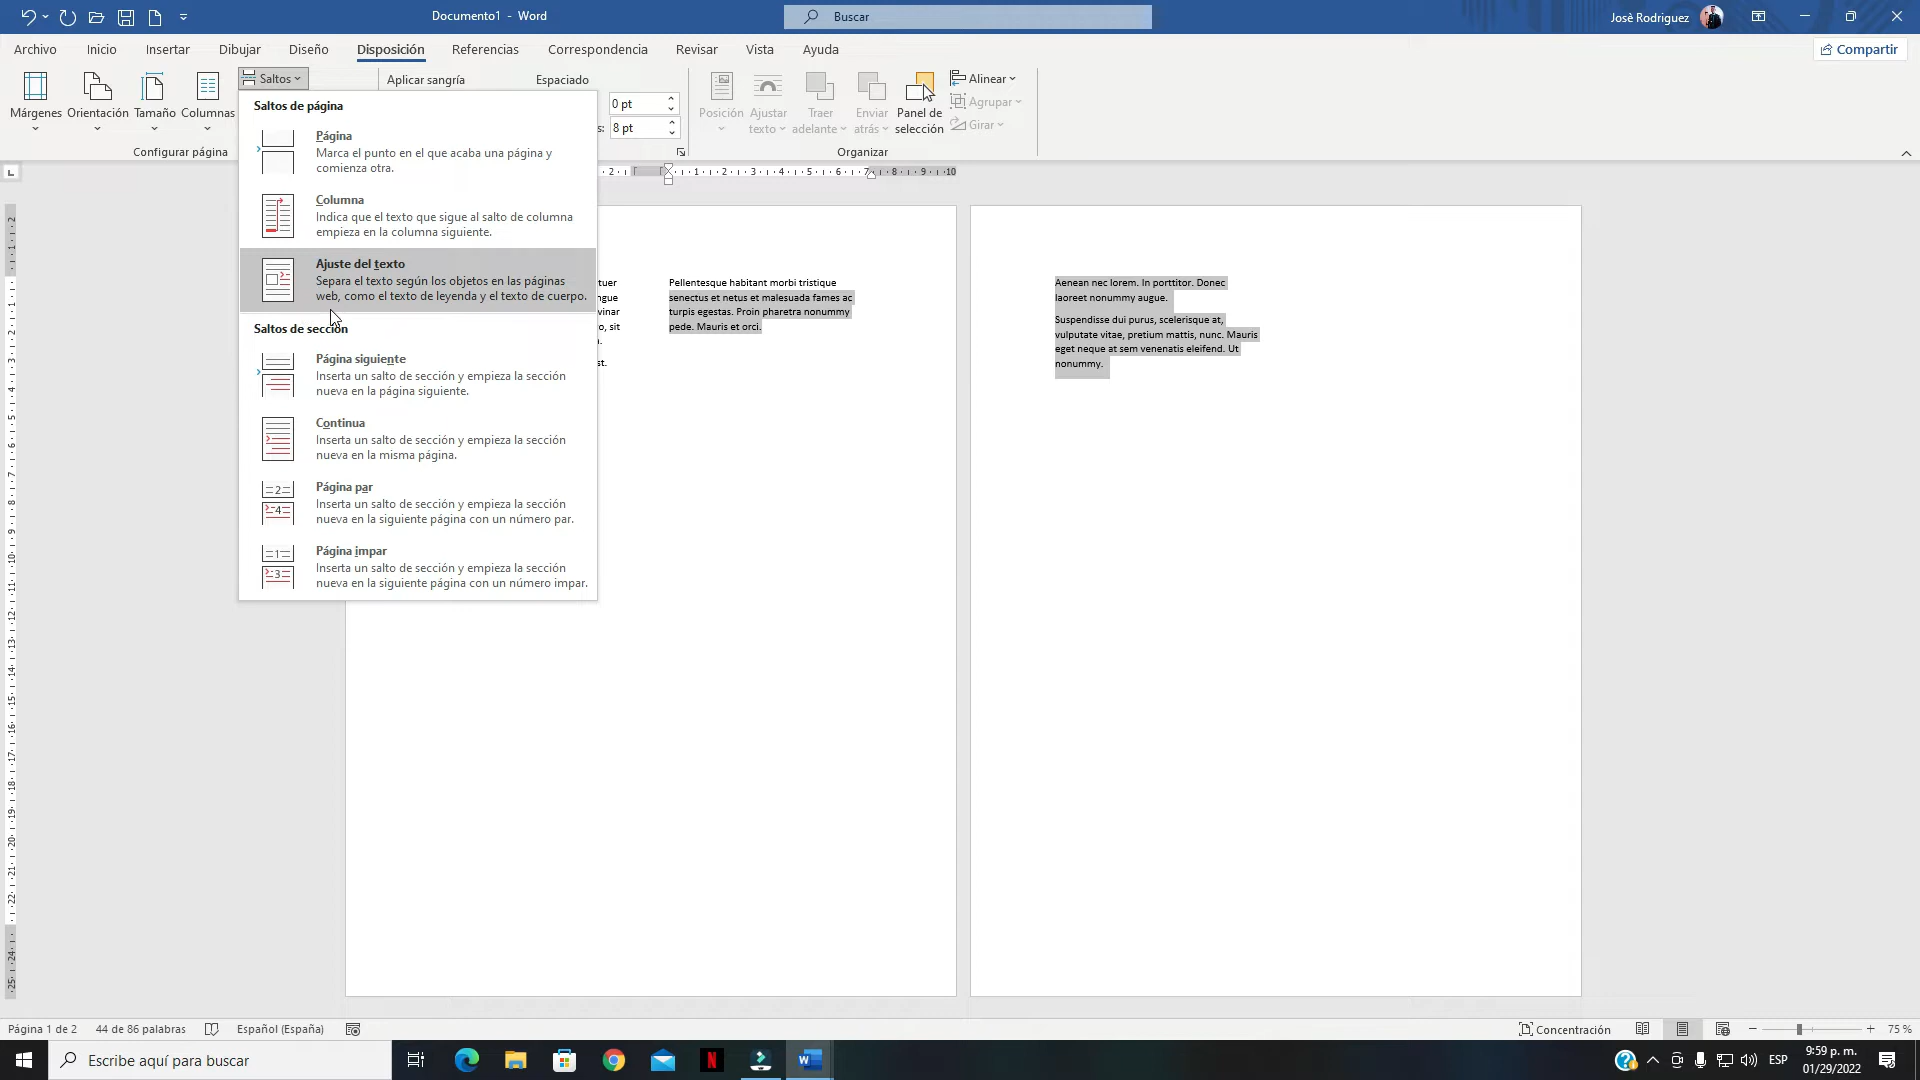 Documento1 - Word
Buscar
Josè Rodriguez
Archivo Inicio Insertar Dibujar Diseño Disposición Referencias Correspondencia Revisar Vista Ayuda
Compartir
Saltos
Aplicar sangría
Espaciado
Márgenes
Orientación
Tamaño
Columnas
0 pt
s: 8 pt
Posición
Ajustar
texto
Traer
adelante
Enviar
atrás
Panel de
selección
Alinear
Agrupar
Girar
Configurar página
Organizar
Saltos de página
Página
Marca el punto en el que acaba una página y
comienza otra.
Columna
Indica que el texto que sigue al salto de columna
empieza en la columna siguiente.
Ajuste del texto
Separa el texto según los objetos en las páginas
web, como el texto de leyenda y el texto de cuerpo.
Saltos de sección
Página siguiente
Inserta un salto de sección y empieza la sección
nueva en la página siguiente.
Continua
Inserta un salto de sección y empieza la sección
nueva en la misma página.
Página par
Inserta un salto de sección y empieza la sección
nueva en la siguiente página con un número par.
Página impar
Inserta un salto de sección y empieza la sección
nueva en la siguiente página con un número impar.
tuer
ngue
vinar
o, sit
).
st.
Pellentesque habitant morbi tristique
senectus et netus et malesuada fames ac
turpis egestas. Proin pharetra nonummy
pede. Mauris et orci.
Aenean nec lorem. In porttitor. Donec
laoreet nonummy augue.
Suspendisse dui purus, scelerisque at,
vulputate vitae, pretium mattis, nunc. Mauris
eget neque at sem venenatis eleifend. Ut
nonummy.
Página 1 de 2 44 de 86 palabras Español (España)
Concentración
75 %
Escribe aquí para buscar
ESP
9:59 p. m.
01/29/2022